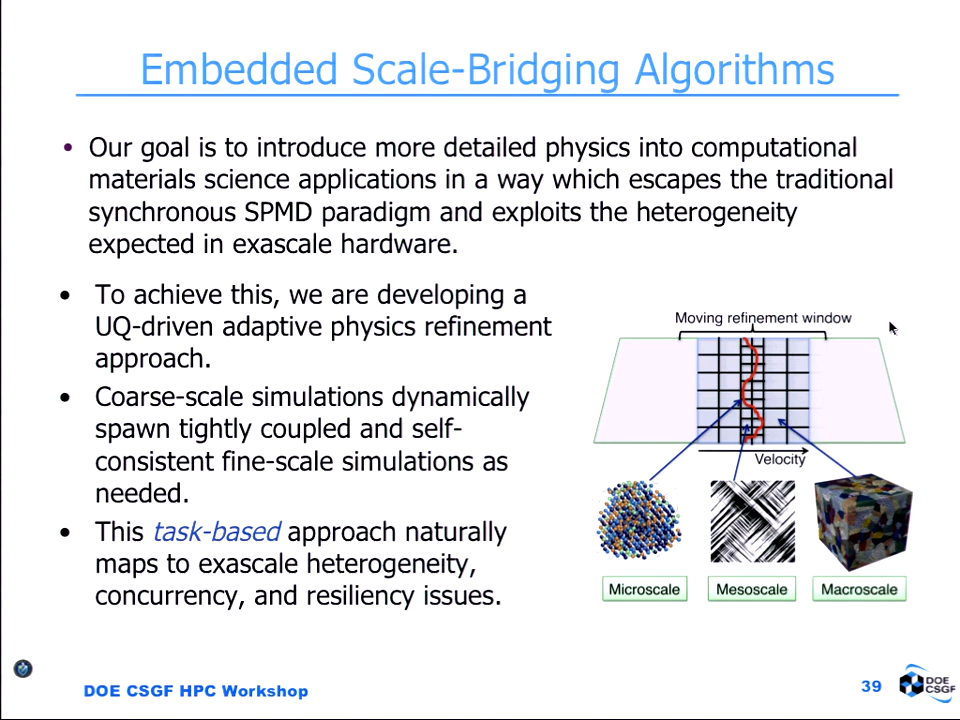 Embedded Scale-Bridging Algorithms
• Our goal is to introduce more detailed physics into computational
materials science applications in a way which escapes the traditional
synchronous SPMD paradigm and exploits the heterogeneity
expected in exascale hardware.
• To achieve this, we are developing a
UQ-driven adaptive physics refinement
approach.
• Coarse-scale simulations dynamically
spawn tightly coupled and self-
consistent fine-scale simulations as
needed.
• This task-based approach naturally
maps to exascale heterogeneity,
concurrency, and resiliency issues.
Moving refinement window
Velocity
Microscale
Mesoscale
Macroscale
DOE CSGF HPC Workshop
39
DOE
CSGF